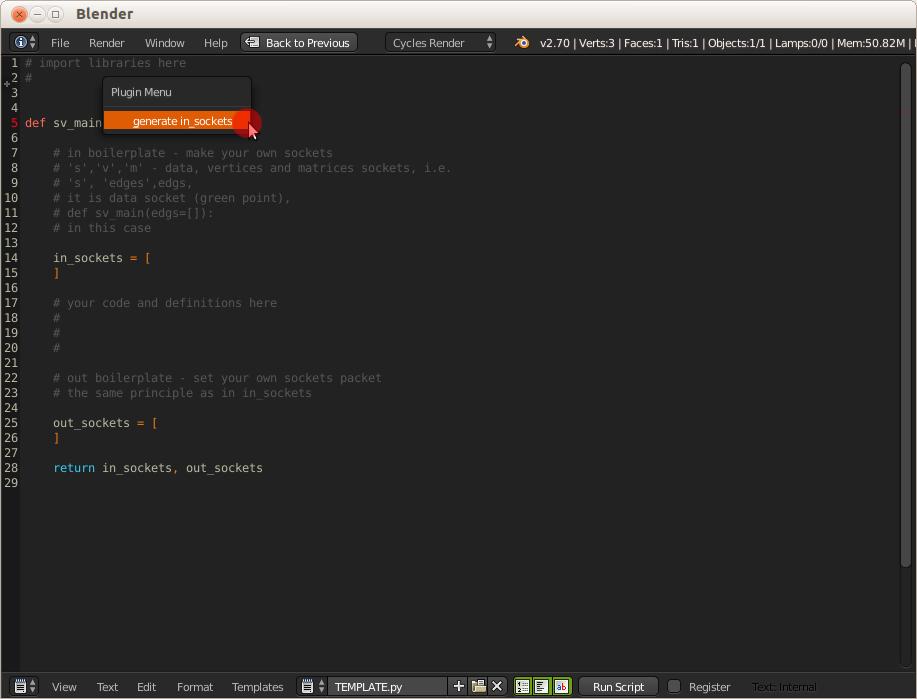 Blender
File Render Window Help Back to Previous Cycles Render v2.70 | Verts:3 | Faces:1 | Tris:1 | Objects:1/1 | Lamps:0/0 | Mem:50.82M |
1 # import libraries here
2 #
Plugin Menu
3
4
generate in_sockets
5 def sv_main
6
7 # in boilerplate - make your own sockets
8 # 's','v','m' - data, vertices and matrices sockets, i.e.
9 # 's', 'edges',edgs,
10 # it is data socket (green point),
11 # def sv_main(edgs=[]):
12 # in this case
13
14 in_sockets = [
15 ]
16
17 # your code and definitions here
18 #
19 #
20 #
21
22 # out boilerplate - set your own sockets packet
23 # the same principle as in in_sockets
24
25 out_sockets = [
26 ]
27
28 return in_sockets, out_sockets
29
View Text Edit Format Templates TEMPLATE.py Run Script Register Text: Internal